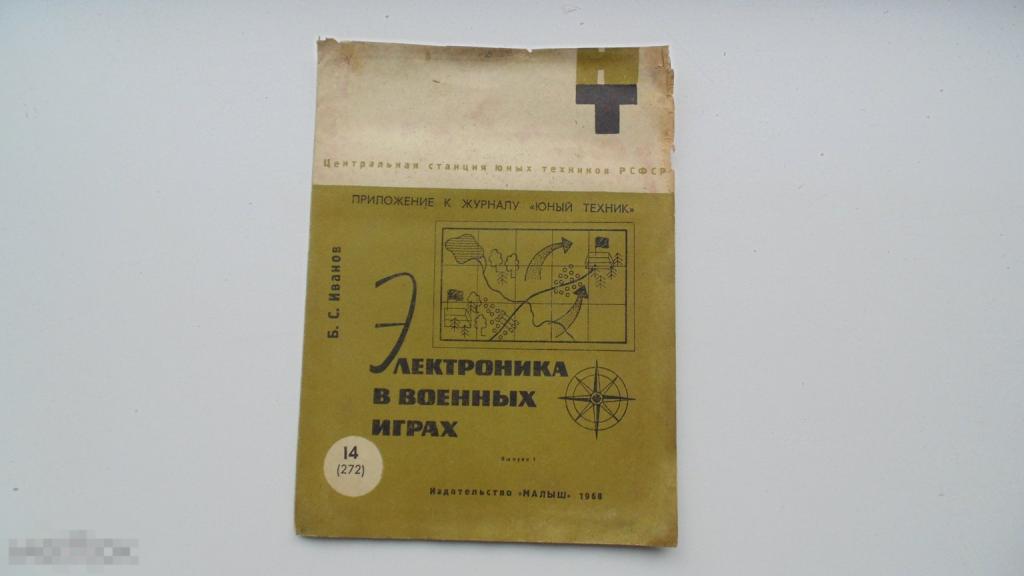 Т
Центральная станция юных техников РСФСР
ПРИЛОЖЕНИЕ К ЖУРНАЛУ «ЮНЫЙ ТЕХНИК»
Б. С. Иванов
ЭЛЕКТРОНИКА
В ВОЕННЫХ
ИГРАХ
14
(272)
Выпуск 1
Издательство «МАЛЫШ» 1968